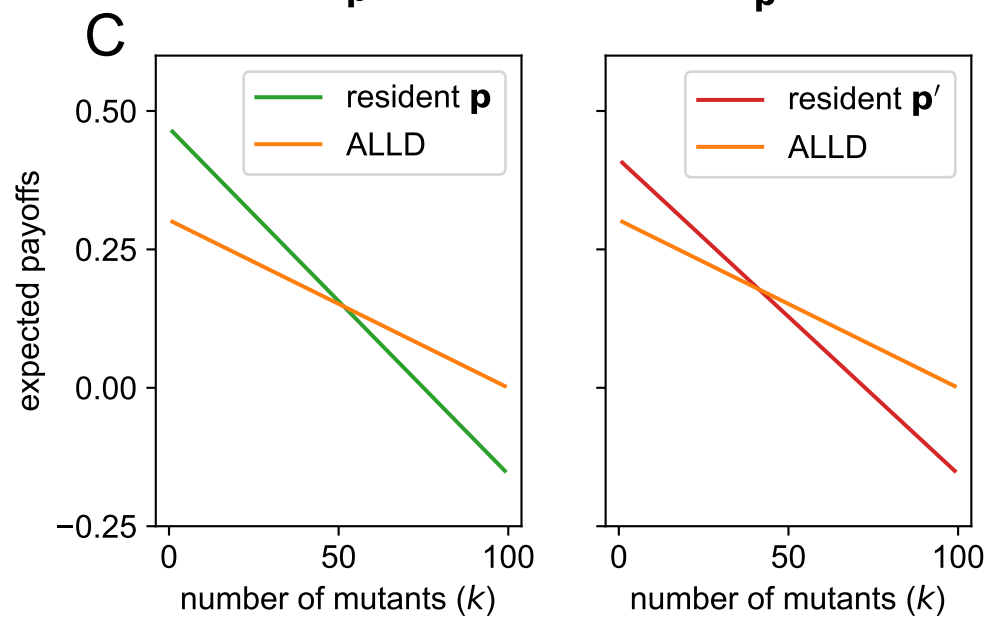 p
p
C
resident p
ALLD
resident p′
ALLD
0.50
0.25
0.00
−0.25
expected payoffs
0
50
100
0
50
100
number of mutants (k)
number of mutants (k)